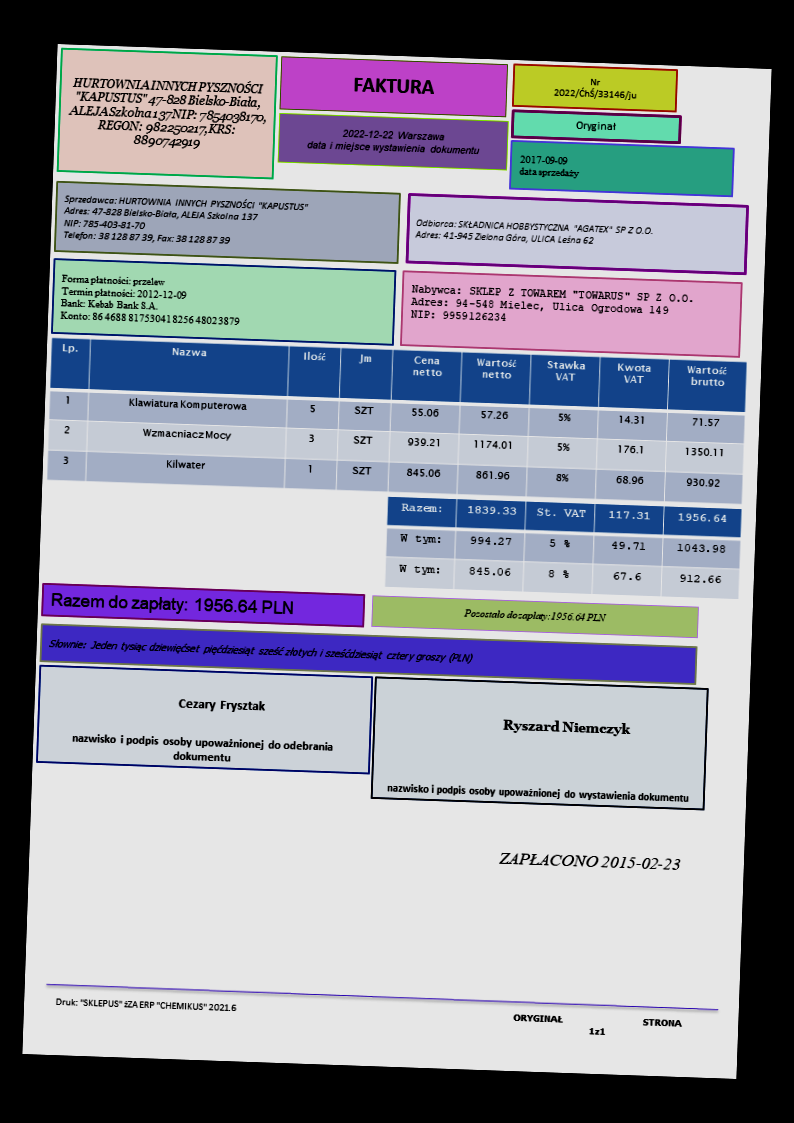 HURTOWNIA INNYCH PYSZNOŚCI
"KAPUSTUS" 47-828 Bielsko-Biała,
ALEJA Szkolna 137 NIP: 7854038170,
REGON: 982250217, KRS:
8890742919
FAKTURA
2022-12-22 Warszawa
data i miejsce wystawienia dokumentu
Nr
2022/ĆhŚ/33146/ju
Oryginał
2017-09-09
data sprzedaży
Sprzedawca: HURTOWNIA INNYCH PYSZNOŚCI "KAPUSTUS"
Adres: 47-828 Bielsko-Biała, ALEJA Szkolna 137
NIP: 785-403-81-70
Telefon: 38 128 87 39, Fax: 38 128 87 39
Odbiorca: SKŁADNICA HOBBYSTYCZNA "AGATEX" SP Z O.O.
Adres: 41-945 Zielona Góra, ULICA Leśna 62
Forma płatności: przelew
Termin płatności: 2012-12-09
Bank: Kebab Bank S.A.
Konto: 86 4688 8175 3041 8256 4802 3879
Nabywca: SKLEP Z TOWAREM "TOWARUS" SP Z O.O.
Adres: 94-548 Mielec, Ulica Ogrodowa 149
NIP: 9959126234
Lp. Nazwa Ilość Jm Cena netto Wartość netto Stawka VAT Kwota VAT Wartość brutto
1 Klawiatura Komputerowa 5 SZT 55.06 57.26 5% 14.31 71.57
2 Wzmacniacz Mocy 3 SZT 939.21 1174.01 5% 176.1 1350.11
3 Kilwater 1 SZT 845.06 861.96 8% 68.96 930.92
Razem: 1839.33 St. VAT 117.31 1956.64
W tym: 994.27 5 % 49.71 1043.98
W tym: 845.06 8 % 67.6 912.66
Razem do zapłaty: 1956.64 PLN
Pozostało do zapłaty: 1956.64 PLN
Słownie: Jeden tysiąc dziewięćset pięćdziesiąt sześć złotych i sześćdziesiąt cztery groszy (PLN)
Cezary Frysztak
nazwisko i podpis osoby upoważnionej do odebrania
dokumentu
Ryszard Niemczyk
nazwisko i podpis osoby upoważnionej do wystawienia dokumentu
ZAPŁACONO 2015-02-23
Druk: "SKLEPUS" żZA ERP "CHEMIKUS" 2021.6
ORYGINAŁ STRONA
1z1